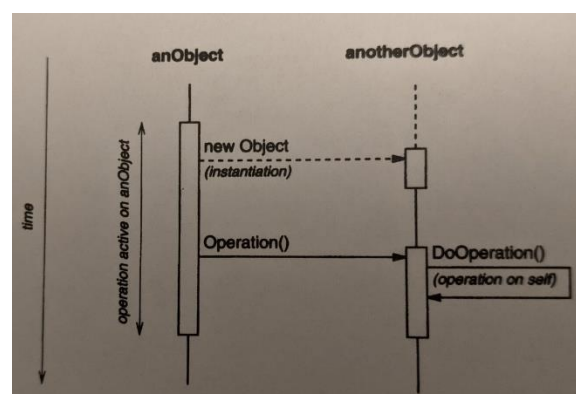 anObject
anotherObject
new Object
(instantiation)
Operation()
DoOperation()
(operation on self)
operation active on anObject
time